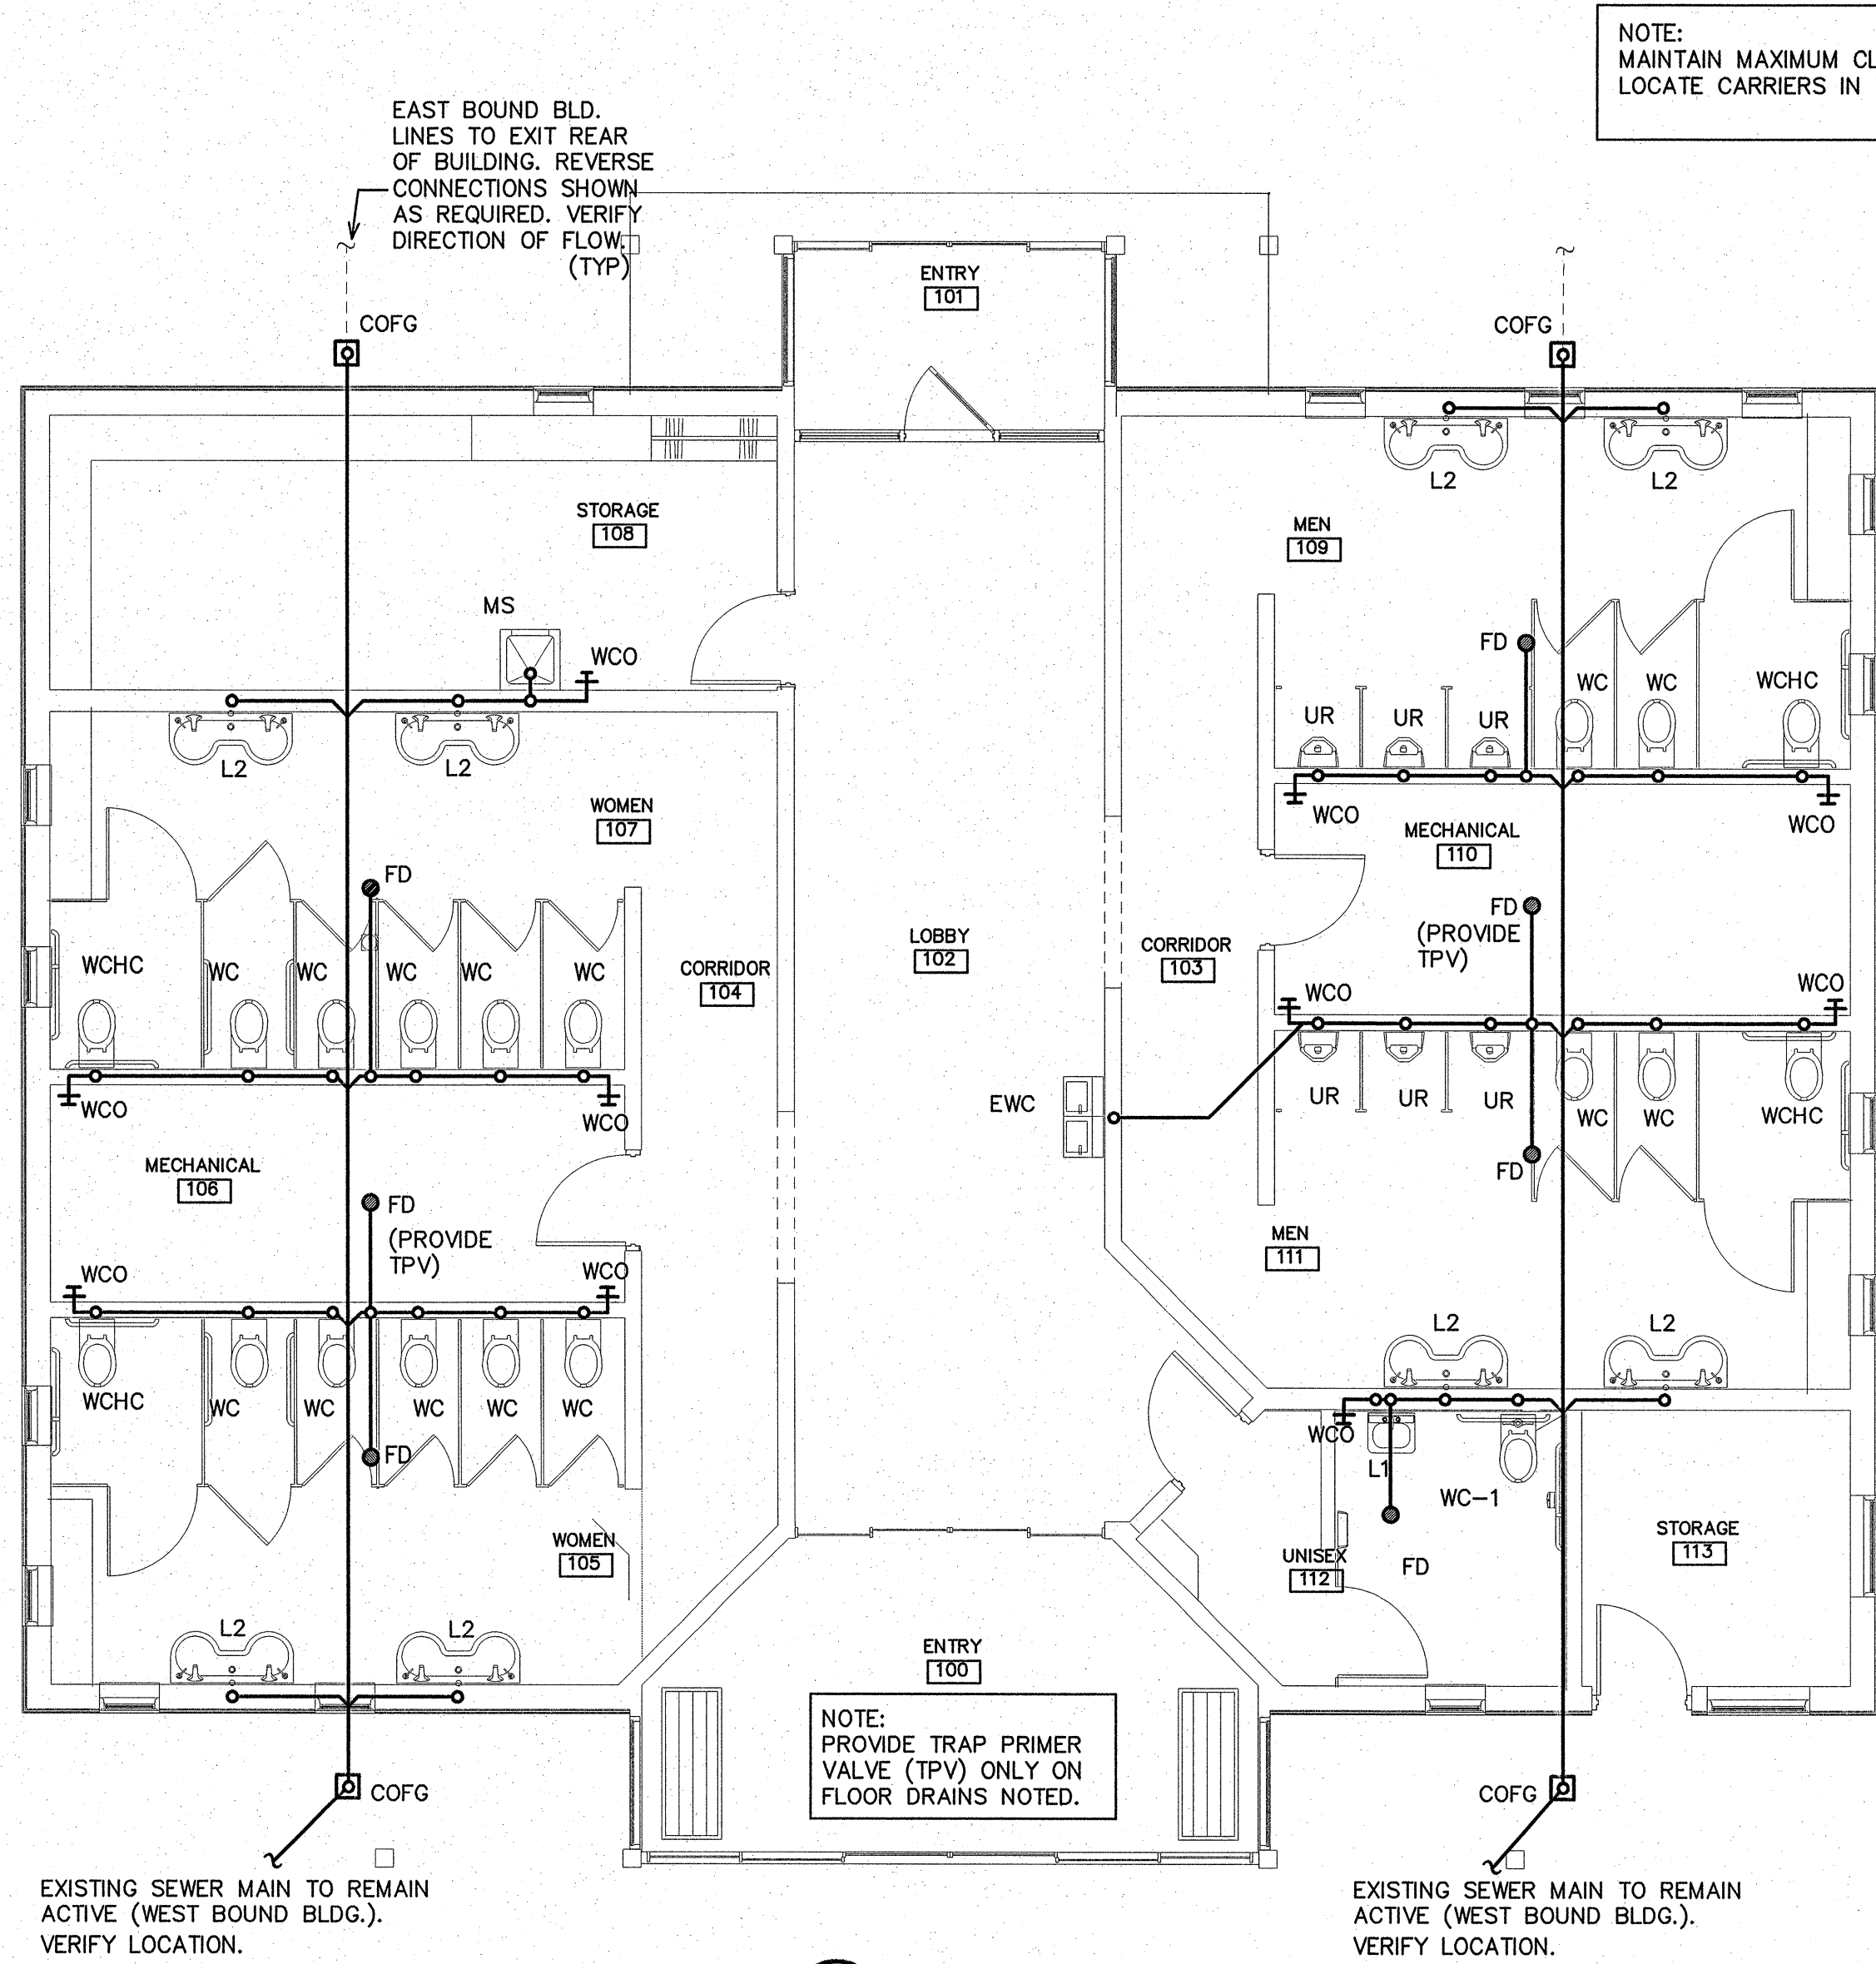 NOTE:
MAINTAIN MAXIMUM
LOCATE CARRIERS IN
EAST BOUND BLD.
LINES TO EXIT REAR
OF BUILDING. REVERSE
CONNECTIONS SHOWN
AS REQUIRED. VERIFY
DIRECTION OF FLOW.
(TYP)
ENTRY
101
COFG
COFG
L2
L2
STORAGE
108
MEN
109
MS
WCO
FD
WC
WC
WCHC
UR
UR
UR
L2
L2
WOMEN
107
WCO
MECHANICAL
110
WCO
FD
FD
(PROVIDE
TPV)
LOBBY
102
CORRIDOR
103
CORRIDOR
104
WCHC
WC
WC
WC
WC
WC
WCO
WCO
WCO
WCO
EWC
UR
UR
UR
WC
WC
WCHC
MECHANICAL
106
FD
FD
(PROVIDE
TPV)
MEN
111
WCO
WCO
L2
L2
WCHC
WC
WC
WC
WC
WC
WCO
FD
L1
WC-1
WOMEN
105
UNISEX
112
FD
STORAGE
113
L2
L2
ENTRY
100
NOTE:
PROVIDE TRAP PRIMER
VALVE (TPV) ONLY ON
FLOOR DRAINS NOTED.
COFG
COFG
EXISTING SEWER MAIN TO REMAIN
ACTIVE (WEST BOUND BLDG.).
VERIFY LOCATION.
EXISTING SEWER MAIN TO REMAIN
ACTIVE (WEST BOUND BLDG.).
VERIFY LOCATION.